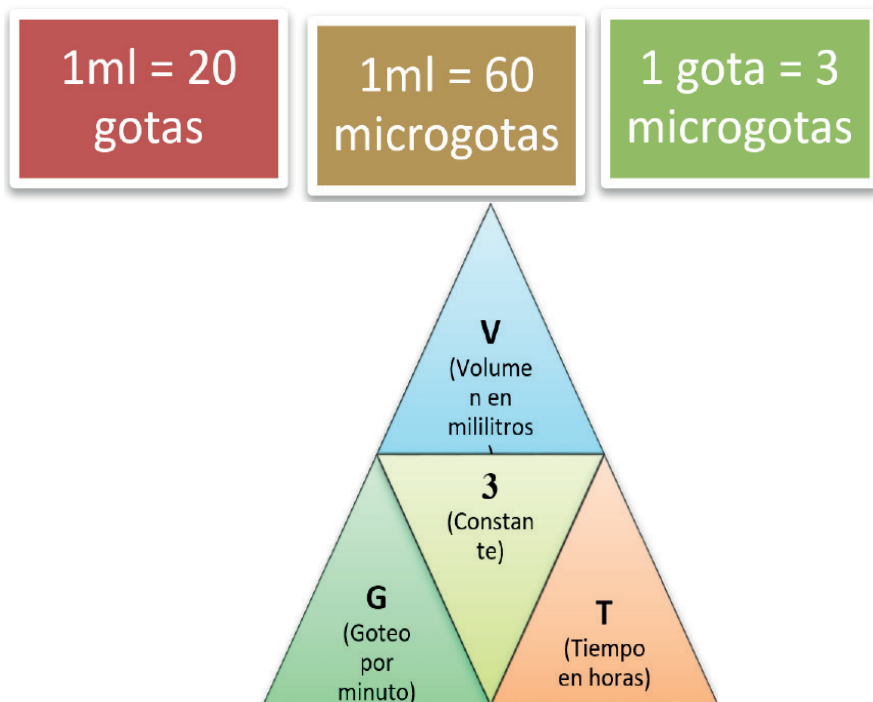 1ml = 20
gotas
1ml = 60
microgotas
1 gota = 3
microgotas
V
(Volume
n en
mililitros
)
3
(Constan
te)
G
(Goteo
por
minuto)
T
(Tiempo
en horas)